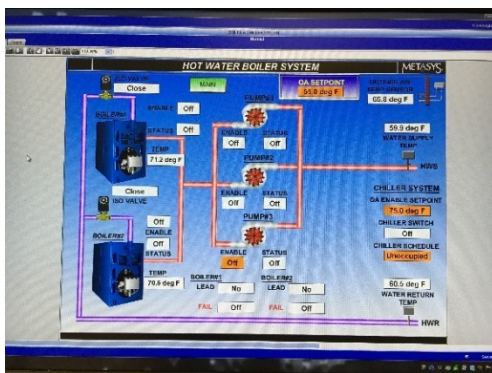 HOT WATER BOILER SYSTEM
METASYS
ISO VALVE
Close
MAIN
OA SETPOINT
55.0 deg F
65.8 deg F
PUMP#1
ENABLE
Off
BOILER#1
STATUS
Off
ENABLE
STATUS
Off
Off
59.9 deg F
WATER SUPPLY
TEMP
TEMP
71.2 deg F
PUMP#2
HWS
Close
ISO VALVE
ENABLE
STATUS
Off
Off
CHILLER SYSTEM
OA ENABLE SETPOINT
75.0 deg F
CHILLER SWITCH
Off
PUMP#3
Off
ENABLE
Off
STATUS
BOILER#2
ENABLE
STATUS
Off
Off
CHILLER SCHEDULE
Unoccupied
TEMP
70.6 deg F
BOILER#1
LEAD
No
BOILER#2
LEAD
No
FAIL
Off
FAIL
Off
60.5 deg F
WATER RETURN
TEMP
HWR